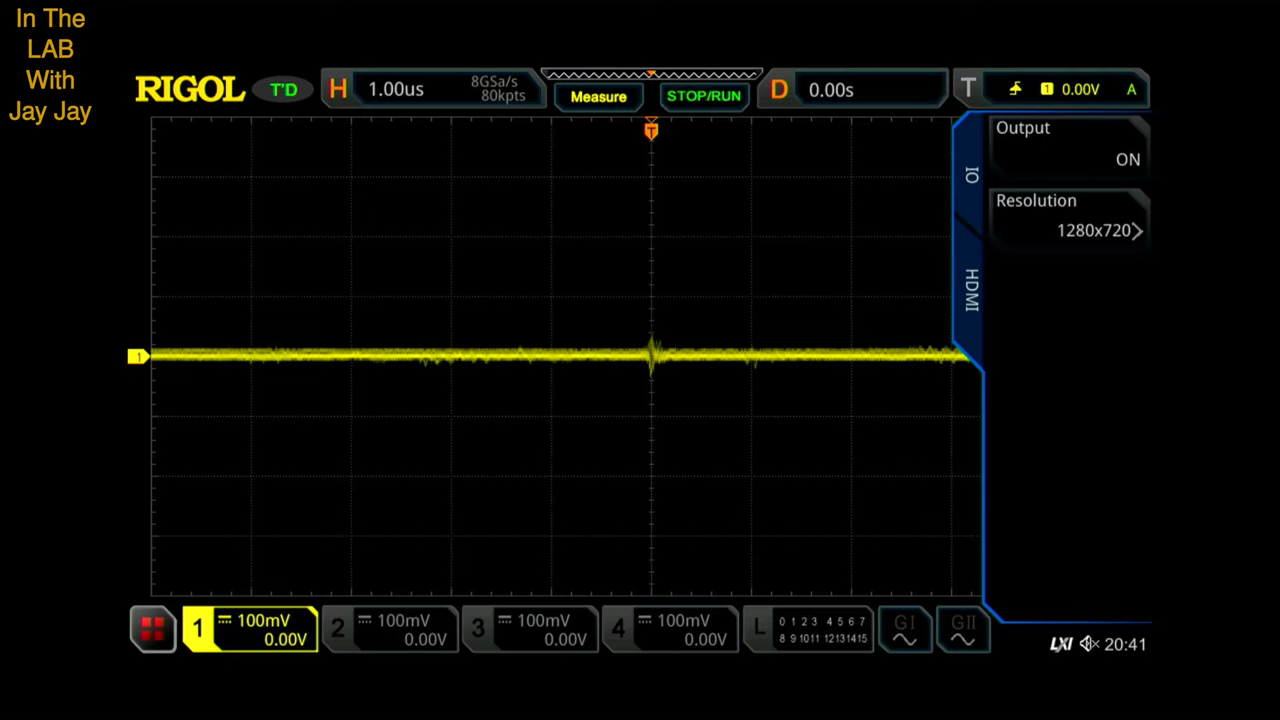 In The
LAB
With
Jay Jay
RIGOL
T'D
H
1.00us
8GSa/s
80kpts
Measure
STOP/RUN
D
0.00s
T
1
0.00V
A
T
Output
ON
IO
Resolution
1280x720
HDMI
1
1
100mV
0.00V
2
100mV
0.00V
3
100mV
0.00V
4
100mV
0.00V
L
0 1 2 3 4 5 6 7
8 9 10 11 12 13 14 15
GI
GII
LXI
20:41